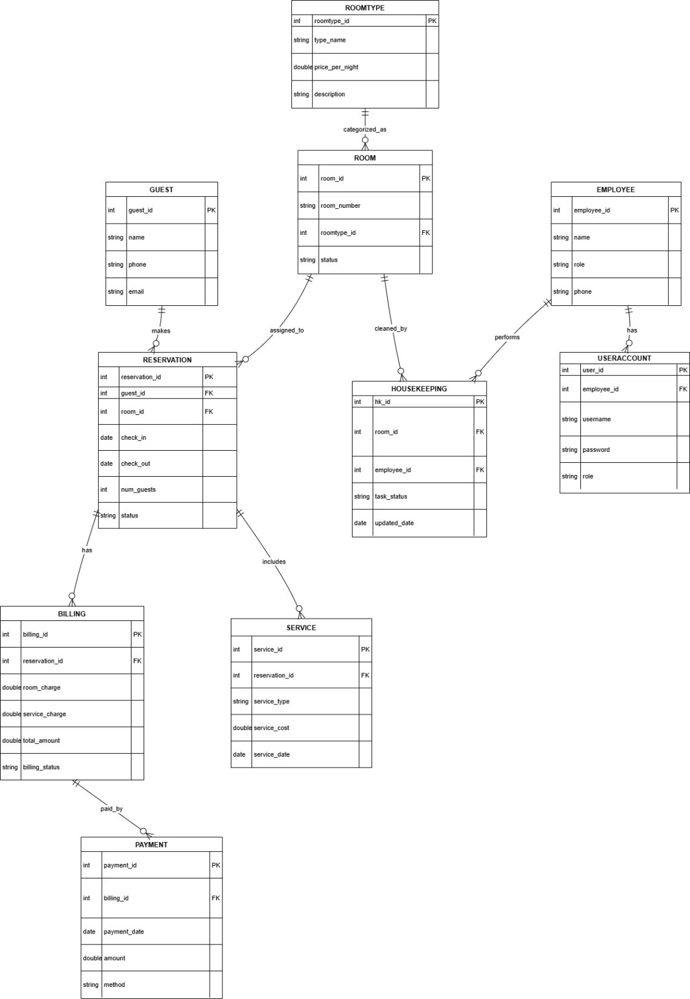 ROOMTYPE
int roomtype_id PK
string type_name
double price_per_night
string description
categorized_as
ROOM
int room_id PK
string room_number
int roomtype_id FK
string status
GUEST
int guest_id PK
string name
string phone
string email
EMPLOYEE
int employee_id PK
string name
string role
string phone
makes
assigned_to
cleaned_by
performs
has
RESERVATION
int reservation_id PK
int guest_id FK
int room_id FK
date check_in
date check_out
int num_guests
string status
HOUSEKEEPING
int hk_id PK
int room_id FK
int employee_id FK
string task_status
date updated_date
USERACCOUNT
int user_id PK
int employee_id FK
string username
string password
string role
has
includes
BILLING
int billing_id PK
int reservation_id FK
double room_charge
double service_charge
double total_amount
string billing_status
SERVICE
int service_id PK
int reservation_id FK
string service_type
double service_cost
date service_date
paid_by
PAYMENT
int payment_id PK
int billing_id FK
date payment_date
double amount
string method